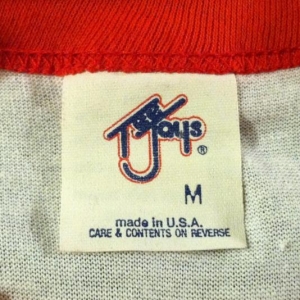 Tee Jays®
M
made in U.S.A.
CARE & CONTENTS ON REVERSE